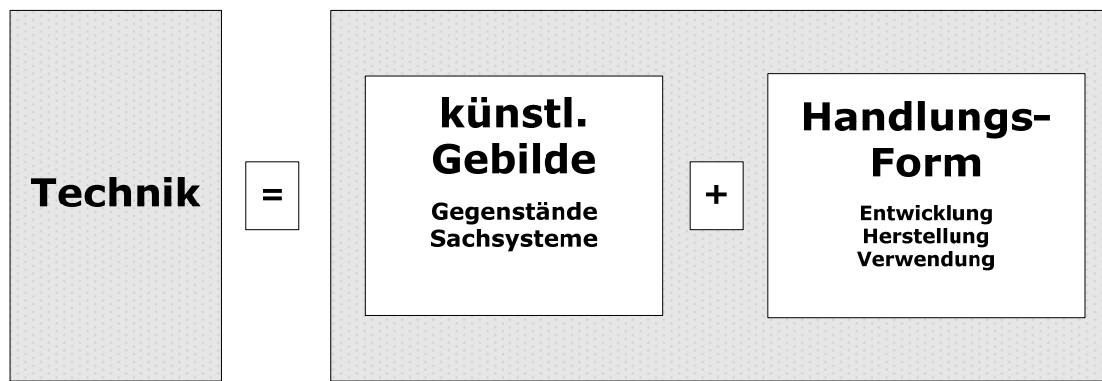 Technik
=
künstl.
Gebilde
Gegenstände
Sachsysteme
+
Handlungs-
Form
Entwicklung
Herstellung
Verwendung